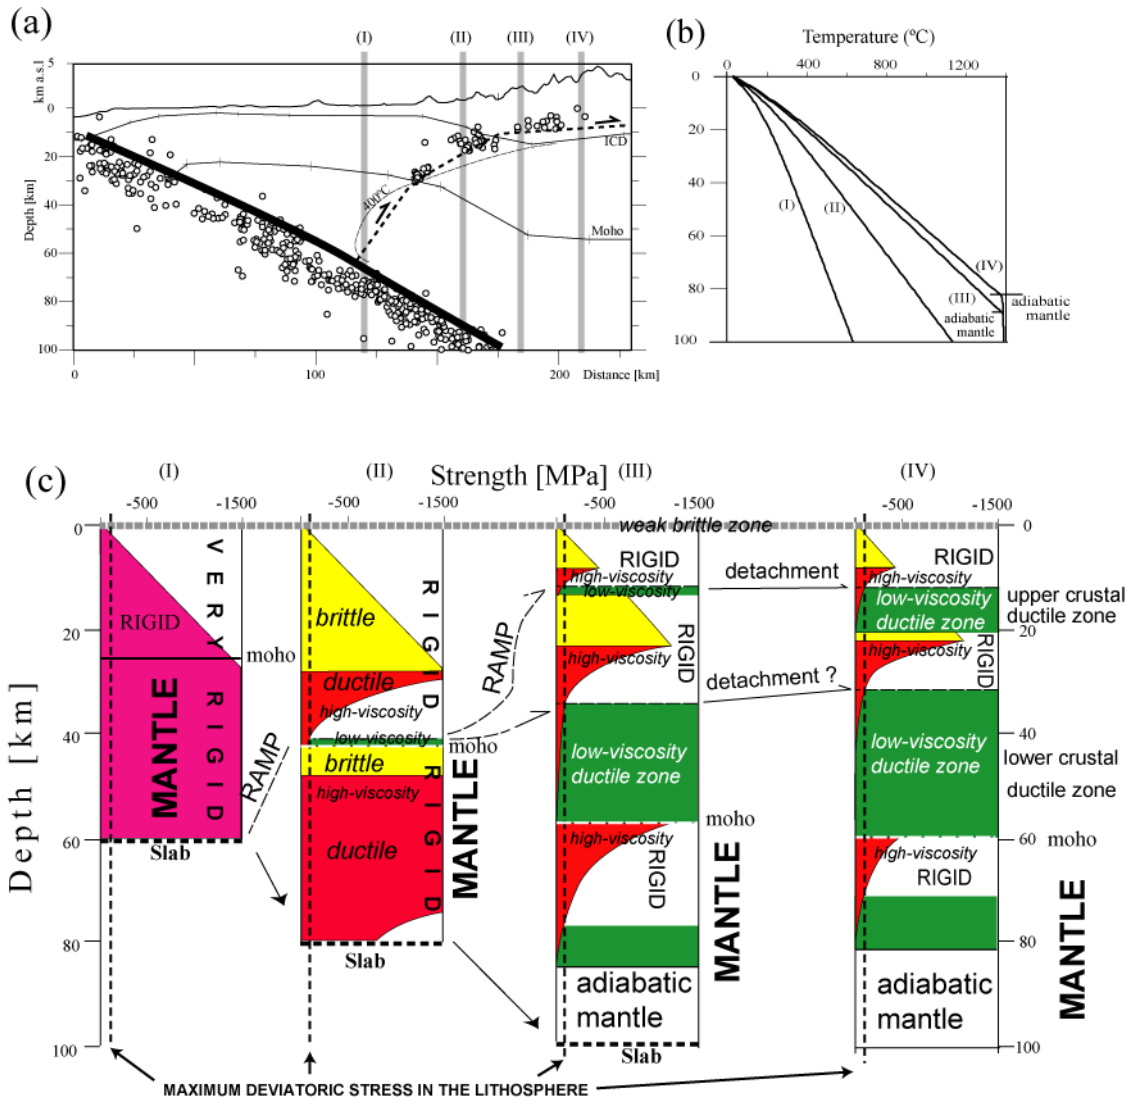 (a)
(I)
(II)
(III)
(IV)
km a.s.l
5
0
Depth [km]
20
40
60
80
100
400ºC
ICD
Moho
0
100
200
Distance [km]
(b)
Temperature (ºC)
0
400
800
1200
0
20
40
60
80
100
(I)
(II)
(III)
(IV)
adiabatic
mantle
adiabatic
mantle
(c)
Strength [MPa]
(I)
(II)
(III)
(IV)
-500
-1500
-500
-1500
-500
-1500
-500
-1500
Depth [km]
0
20
40
60
80
100
RIGID
VERY RIGID
moho
MANTLE
Slab
RAMP
brittle
ductile
high-viscosity
low-viscosity
moho
brittle
high-viscosity
ductile
RIGID
RIGID
MANTLE
Slab
RAMP
weak brittle zone
RIGID
high-viscosity
low-viscosity
RIGID
high-viscosity
low-viscosity
ductile zone
moho
high-viscosity
RIGID
MANTLE
adiabatic
mantle
Slab
detachment
detachment ?
RIGID
high-viscosity
low-viscosity
ductile zone
RIGID
high-viscosity
low-viscosity
ductile zone
high-viscosity
RIGID
adiabatic
mantle
0
upper crustal
ductile zone
20
40
lower crustal
ductile zone
60
moho
80
MANTLE
100
MAXIMUM DEVIATORIC STRESS IN THE LITHOSPHERE